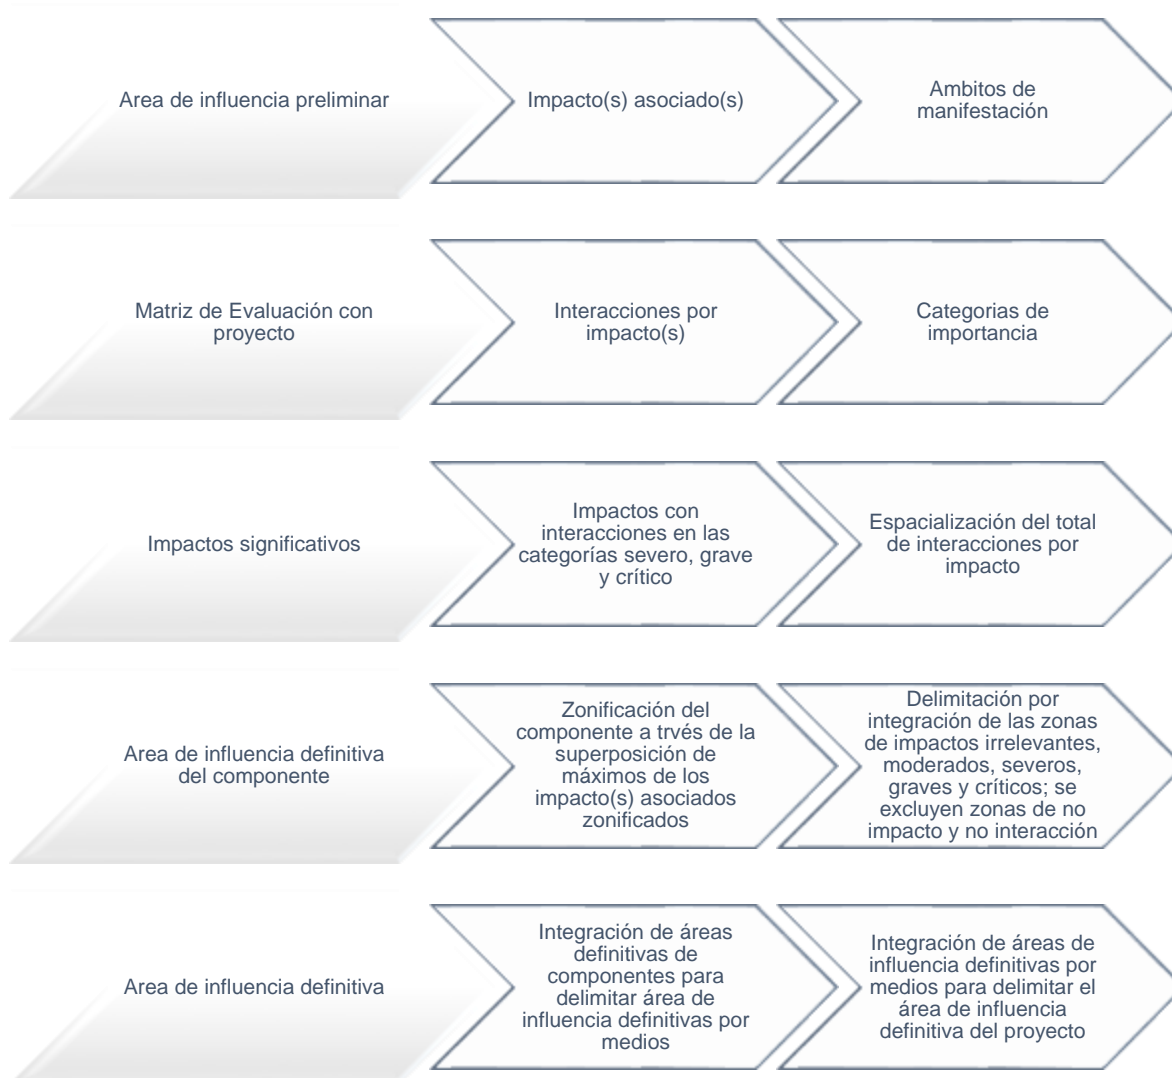 Area de influencia preliminar
Impacto(s) asociado(s)
Ambitos de
manifestación
Matriz de Evaluación con
proyecto
Interacciones por
impacto(s)
Categorias de
importancia
Impactos significativos
Impactos con
interacciones en las
categorías severo, grave
y crítico
Espacialización del total
de interacciones por
impacto
Area de influencia definitiva
del componente
Zonificación del
componente a trvés de la
superposición de
máximos de los
impacto(s) asociados
zonificados
Delimitación por
integración de las zonas
de impactos irrelevantes,
moderados, severos,
graves y críticos; se
excluyen zonas de no
impacto y no interacción
Area de influencia definitiva
Integración de áreas
definitivas de
componentes para
delimitar área de
influencia definitivas por
medios
Integración de áreas de
influencia definitivas por
medios para delimitar el
área de influencia
definitiva del proyecto